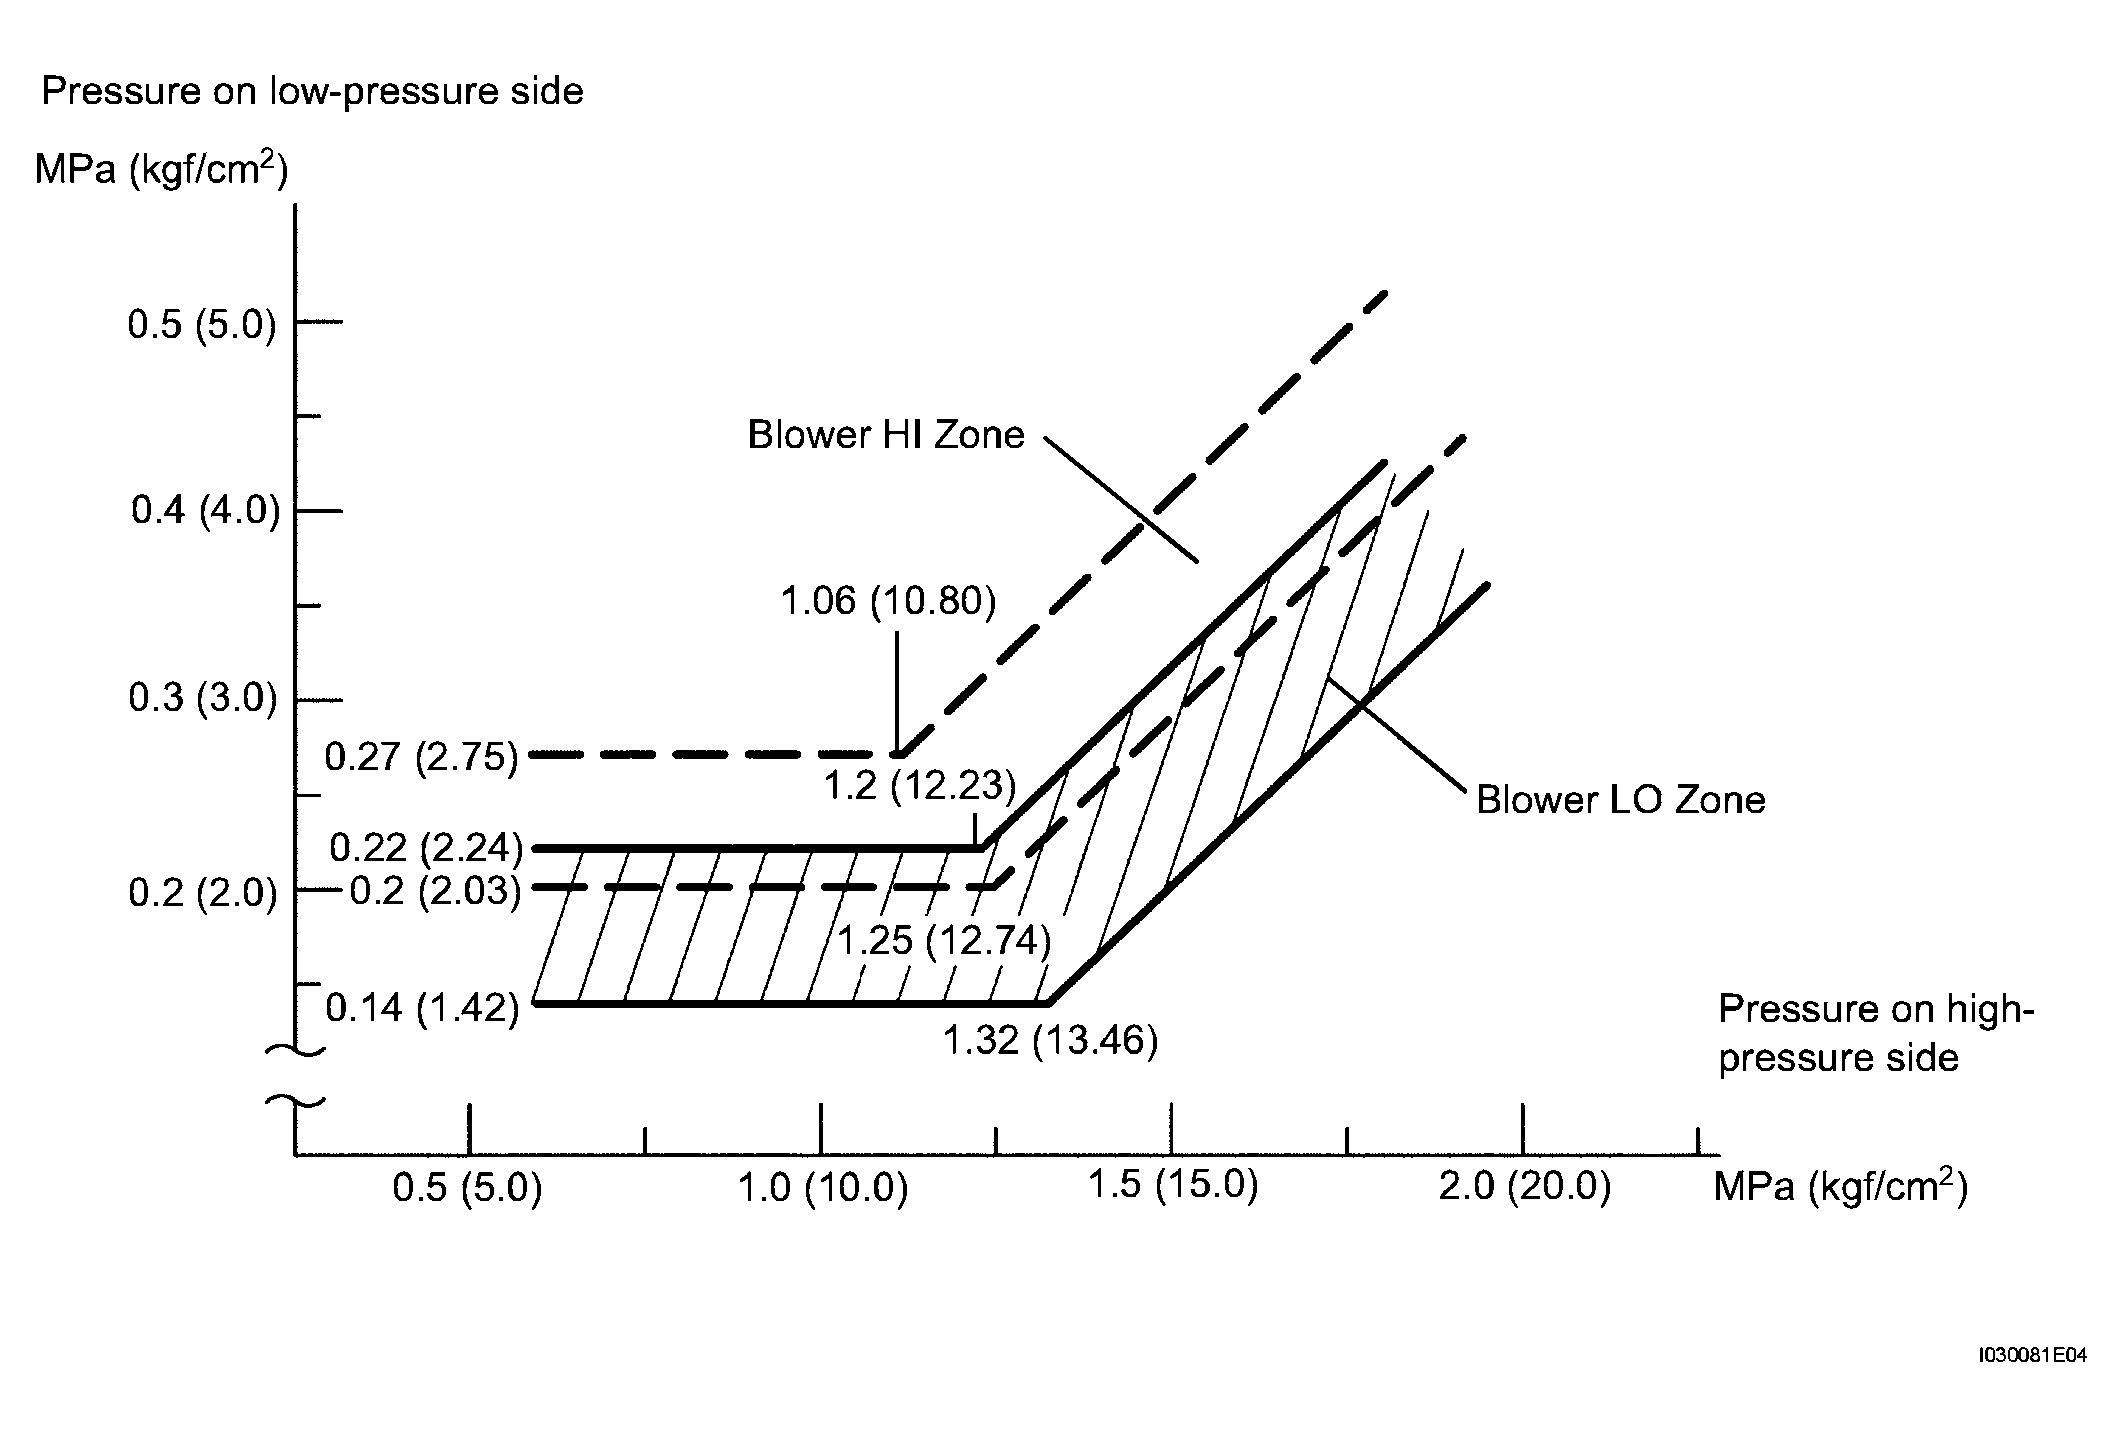 Pressure on low-pressure side
MPa (kgf/cm²)
0.5 (5.0)
Blower HI Zone
0.4 (4.0)
1.06 (10.80)
0.3 (3.0)
0.27 (2.75)
1.2 (12.23)
Blower LO Zone
0.22 (2.24)
0.2 (2.0)
0.2 (2.03)
1.25 (12.74)
0.14 (1.42)
1.32 (13.46)
Pressure on high-
pressure side
0.5 (5.0)
1.0 (10.0)
1.5 (15.0)
2.0 (20.0)
MPa (kgf/cm²)
I030081E04